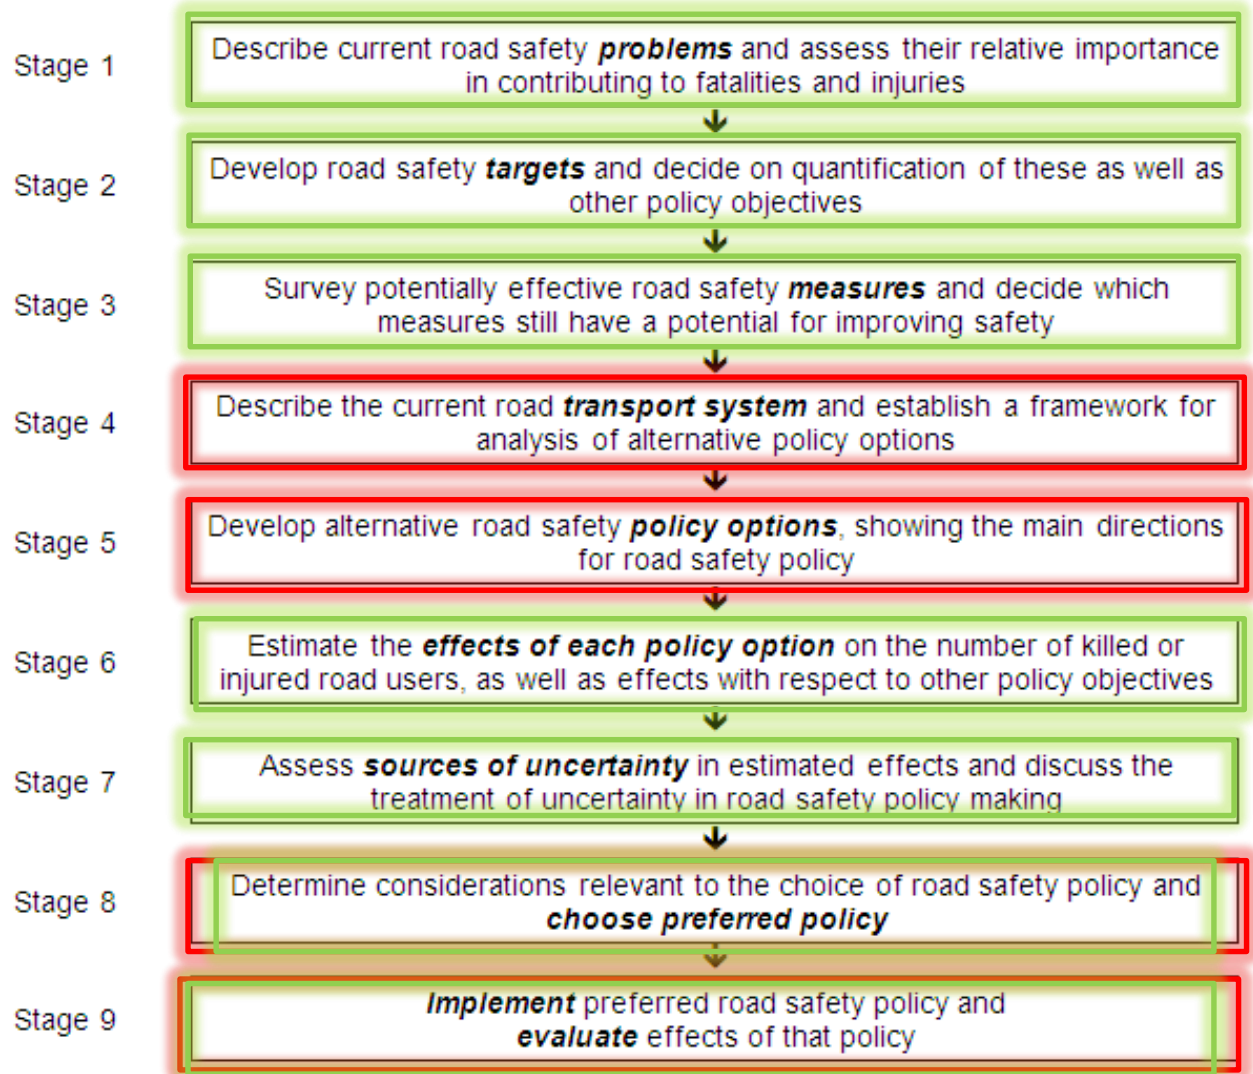 Stage 1
Describe current road safety problems and assess their relative importance
in contributing to fatalities and injuries
Stage 2
Develop road safety targets and decide on quantification of these as well as
other policy objectives
Stage 3
Survey potentially effective road safety measures and decide which
measures still have a potential for improving safety
Stage 4
Describe the current road transport system and establish a framework for
analysis of alternative policy options
Stage 5
Develop alternative road safety policy options, showing the main directions
for road safety policy
Stage 6
Estimate the effects of each policy option on the number of killed or
injured road users, as well as effects with respect to other policy objectives
Stage 7
Assess sources of uncertainty in estimated effects and discuss the
treatment of uncertainty in road safety policy making
Stage 8
Determine considerations relevant to the choice of road safety policy and
choose preferred policy
Stage 9
Implement preferred road safety policy and
evaluate effects of that policy